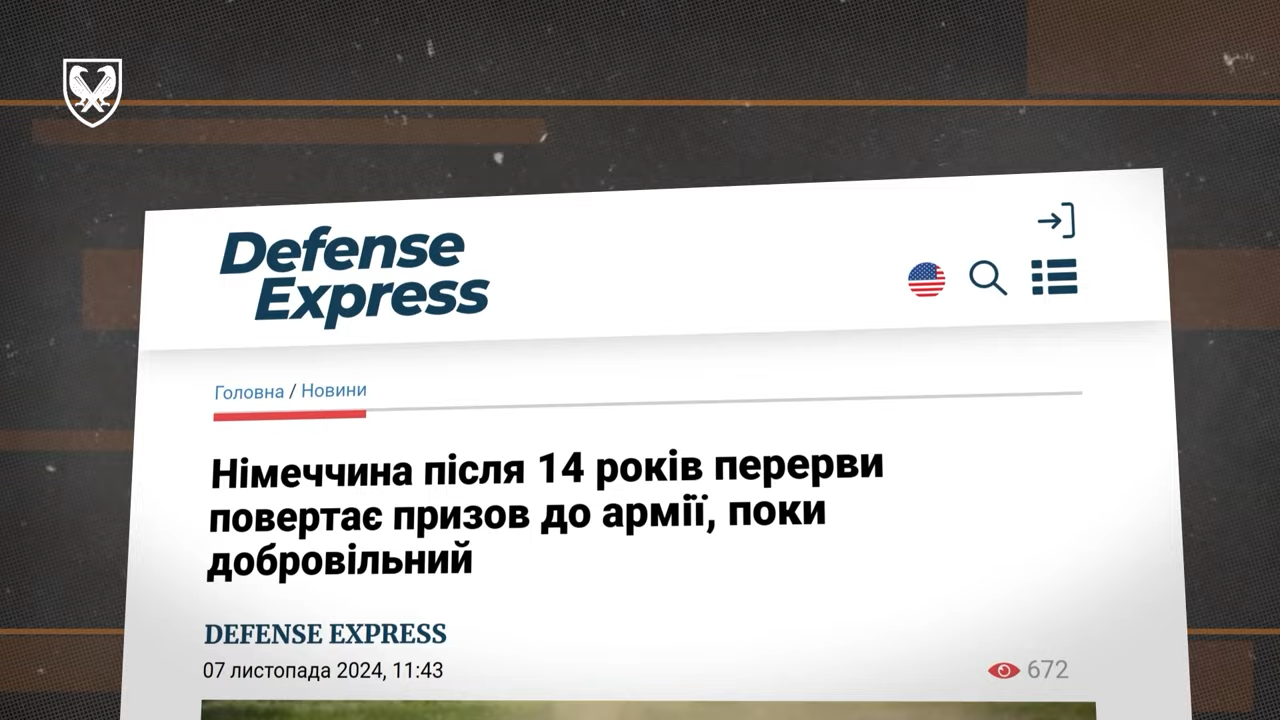 Defense
Express
Головна / Новини
Німеччина після 14 років перерви
повертає призов до армії, поки
добровільний
DEFENSE EXPRESS
07 листопада 2024, 11:43
672